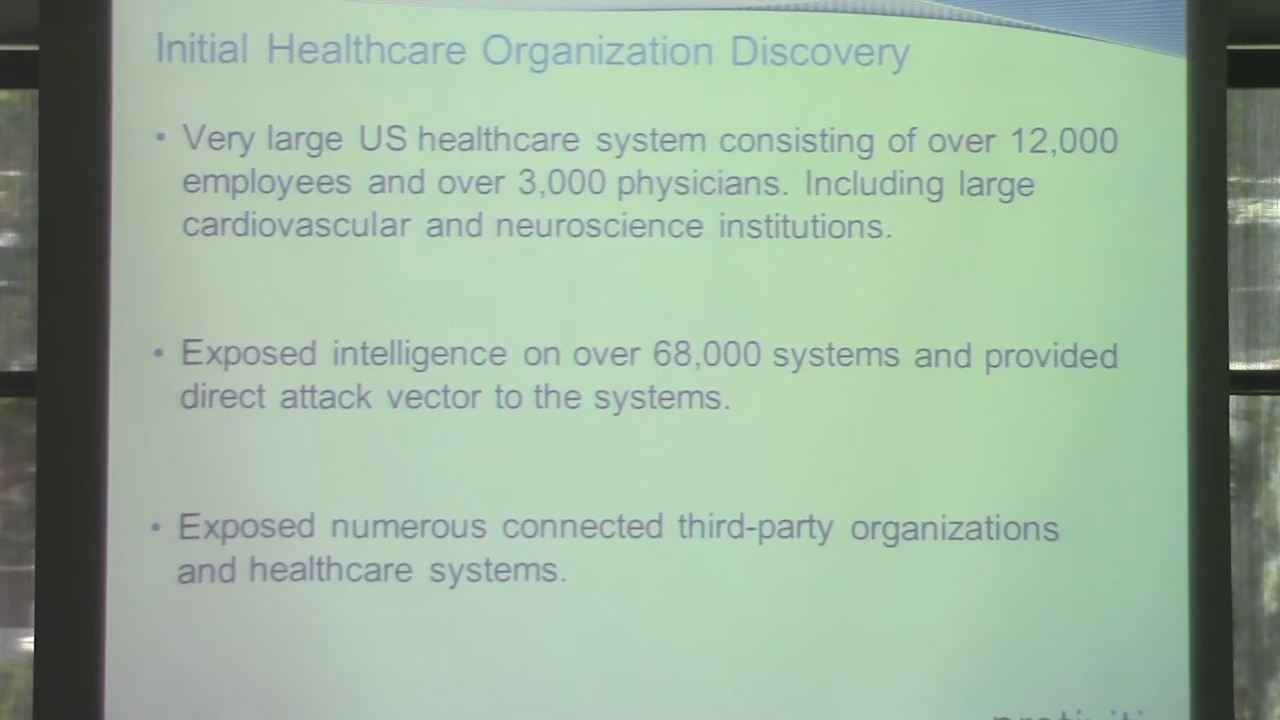 Initial Healthcare Organization Discovery
• Very large US healthcare system consisting of over 12,000
employees and over 3,000 physicians. Including large
cardiovascular and neuroscience institutions.
• Exposed intelligence on over 68,000 systems and provided
direct attack vector to the systems.
• Exposed numerous connected third-party organizations
and healthcare systems.